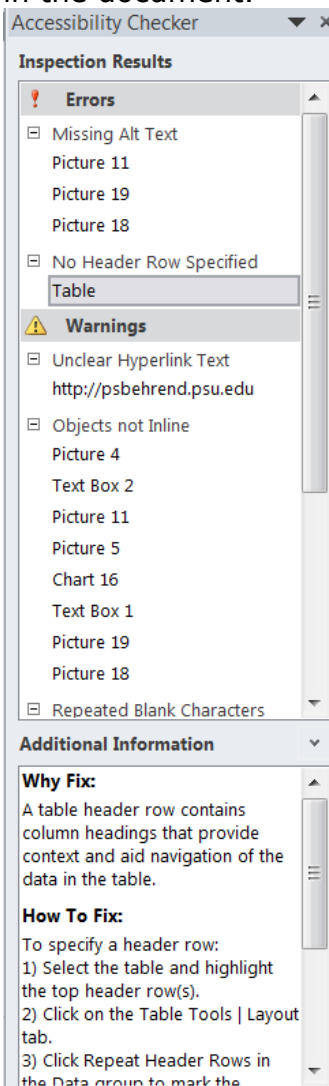 in the document.
Accessibility Checker
Inspection Results
Errors
Missing Alt Text
Picture 11
Picture 19
Picture 18
No Header Row Specified
Table
Warnings
Unclear Hyperlink Text
http://psbehrend.psu.edu
Objects not Inline
Picture 4
Text Box 2
Picture 11
Picture 5
Chart 16
Text Box 1
Picture 19
Picture 18
Repeated Blank Characters
Additional Information
Why Fix:
A table header row contains
column headings that provide
context and aid navigation of the
data in the table.
How To Fix:
To specify a header row:
1) Select the table and highlight
the top header row(s).
2) Click on the Table Tools | Layout
tab.
3) Click Repeat Header Rows in
the Data group to mark the